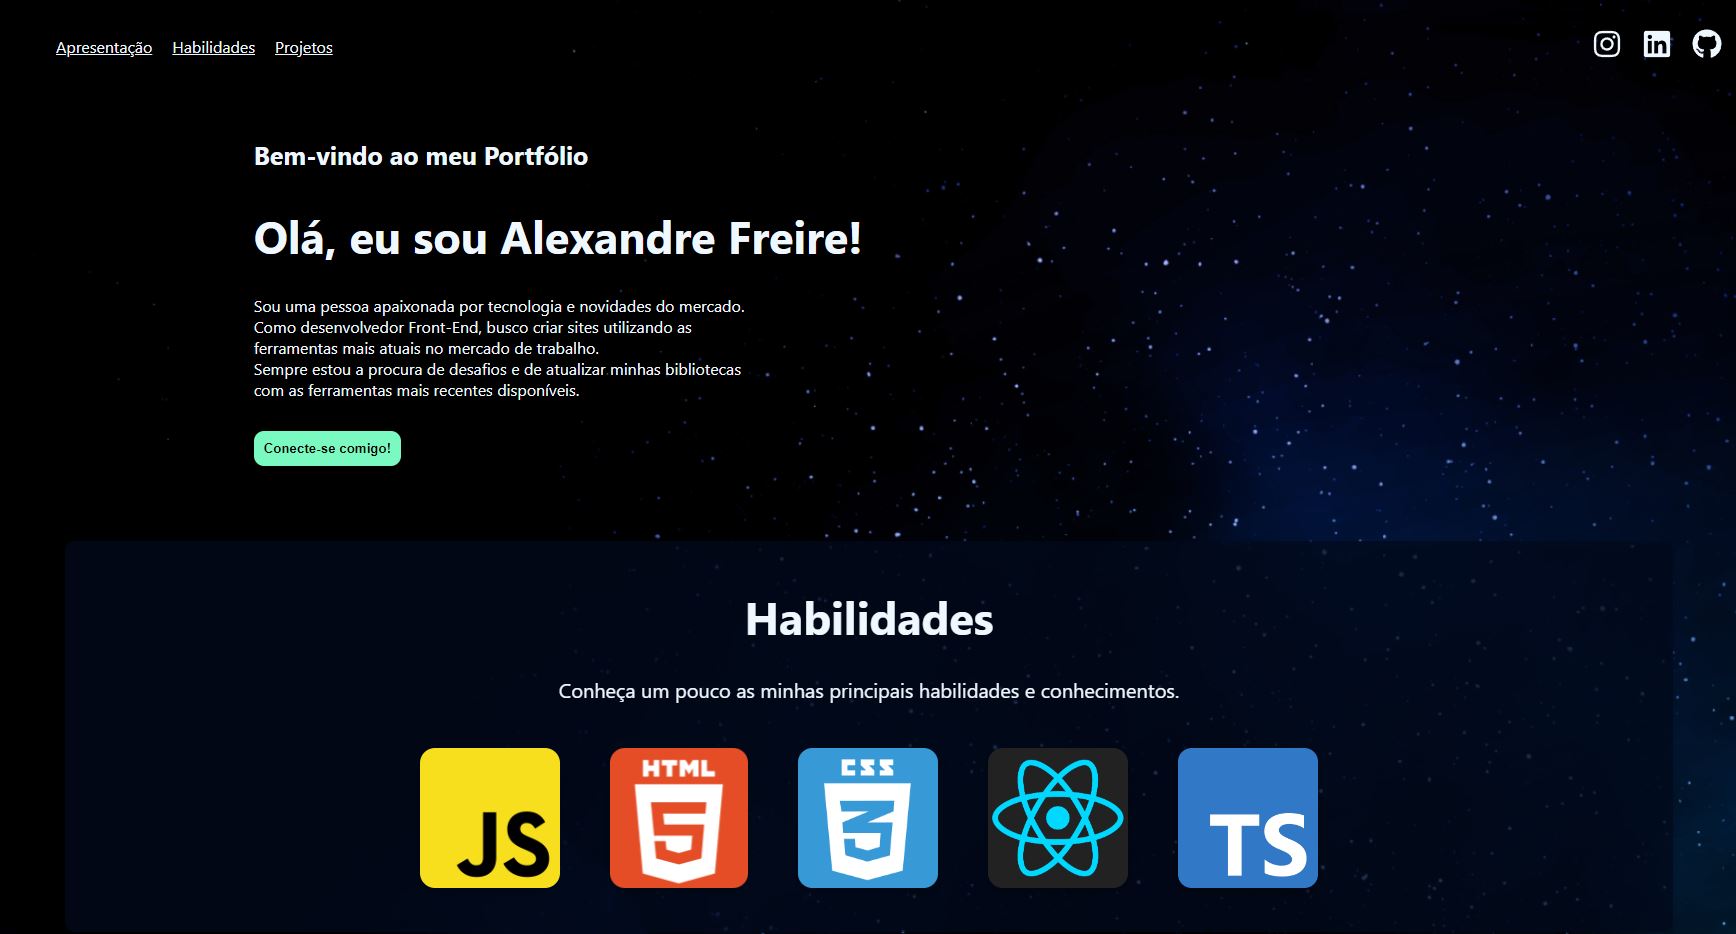 Apresentação Habilidades Projetos
Bem-vindo ao meu Portfólio
Olá, eu sou Alexandre Freire!
Sou uma pessoa apaixonada por tecnologia e novidades do mercado.
Como desenvolvedor Front-End, busco criar sites utilizando as
ferramentas mais atuais no mercado de trabalho.
Sempre estou a procura de desafios e de atualizar minhas bibliotecas
com as ferramentas mais recentes disponíveis.
Conecte-se comigo!
Habilidades
Conheça um pouco as minhas principais habilidades e conhecimentos.
JS
HTML
5
CSS
3
TS